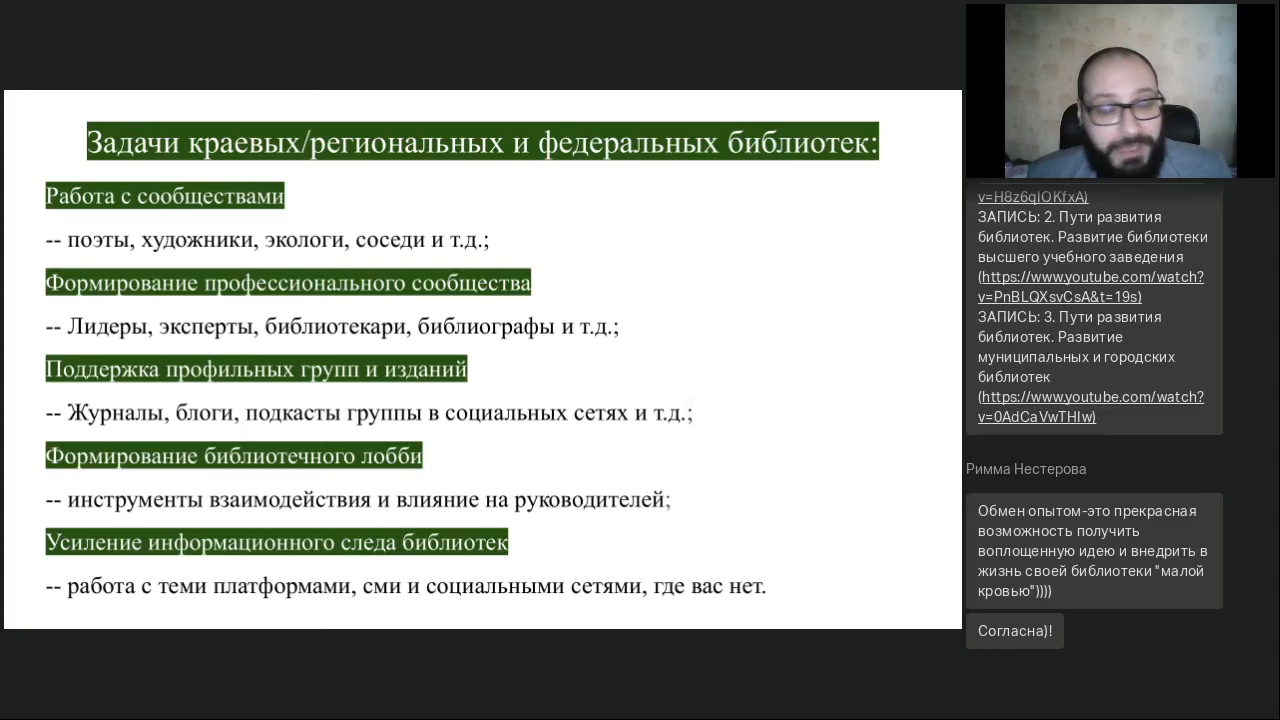 Задачи краевых/региональных и федеральных библиотек:
Работа с сообществами
-- поэты, художники, экологи, соседи и т.д.;
Формирование профессионального сообщества
-- Лидеры, эксперты, библиотекари, библиографы и т.д.;
Поддержка профильных групп и изданий
-- Журналы, блоги, подкасты группы в социальных сетях и т.д.;
Формирование библиотечного лобби
-- инструменты взаимодействия и влияние на руководителей;
Усиление информационного следа библиотек
-- работа с теми платформами, сми и социальными сетями, где вас нет.
v=H8z6qlOKfxA)
ЗАПИСЬ: 2. Пути развития
библиотек. Развитие библиотеки
высшего учебного заведения
(https://www.youtube.com/watch?
v=PnBLQXsvCsA&t=19s)
ЗАПИСЬ: 3. Пути развития
библиотек. Развитие
муниципальных и городских
библиотек
(https://www.youtube.com/watch?
v=0AdCaVwTHIw)
Римма Нестерова
Обмен опытом-это прекрасная
возможность получить
воплощенную идею и внедрить в
жизнь своей библиотеки "малой
кровью"))))
Согласна)!